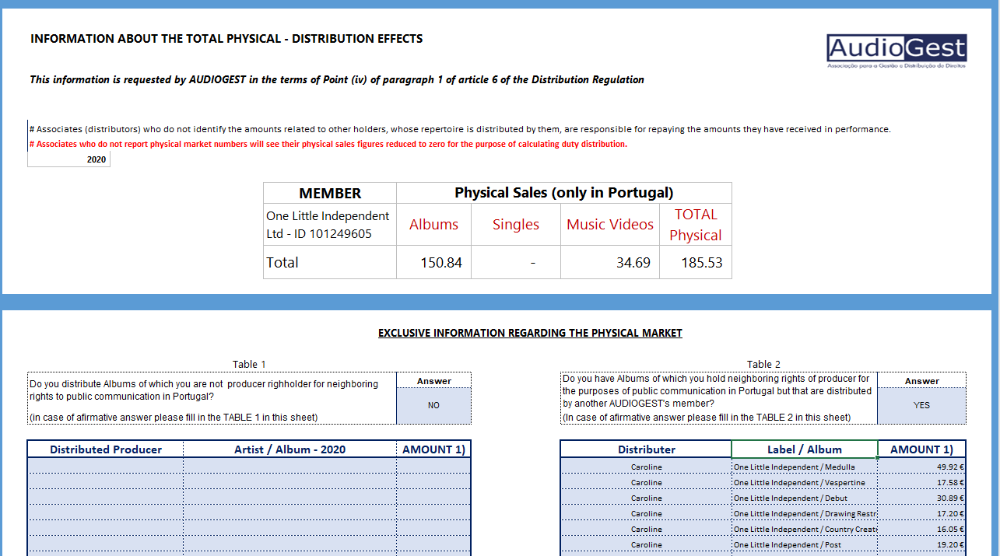 INFORMATION ABOUT THE TOTAL PHYSICAL - DISTRIBUTION EFFECTS
AudioGest
Associação para a Gestão e Distribuição de Direitos
This information is requested by AUDIOGEST in the terms of Point (iv) of paragraph 1 of article 6 of the Distribution Regulation
# Associates (distributors) who do not identify the amounts related to other holders, whose repertoire is distributed by them, are responsible for repaying the amounts they have received in performance.
# Associates who do not report physical market numbers will see their physical sales figures reduced to zero for the purpose of calculating duty distribution.
2020
MEMBER Physical Sales (only in Portugal)
One Little Independent
Ltd - ID 101249605
Albums Singles Music Videos TOTAL
Physical
Total 150.84 - 34.69 185.53
EXCLUSIVE INFORMATION REGARDING THE PHYSICAL MARKET
Table 1
Do you distribute Albums of which you are not producer righholder for neighboring
rights to public communication in Portugal?
(in case of afirmative answer please fill in the TABLE 1 in this sheet)
Answer
NO
Distributed Producer Artist / Album - 2020 AMOUNT 1)
Table 2
Do you have Albums of which you hold neighboring rights of producer for
the purposes of public communication in Portugal but that are distributed
by another AUDIOGEST's member?
(In case of afirmative answer please fill in the TABLE 2 in this sheet)
Answer
YES
Distributer Label / Album AMOUNT 1)
Caroline One Little Independent / Medulla 49.92 €
Caroline One Little Independent / Vespertine 17.58 €
Caroline One Little Independent / Debut 30.89 €
Caroline One Little Independent / Drawing Restr 17.20 €
Caroline One Little Independent / Country Creat 16.05 €
Caroline One Little Independent / Post 19.20 €